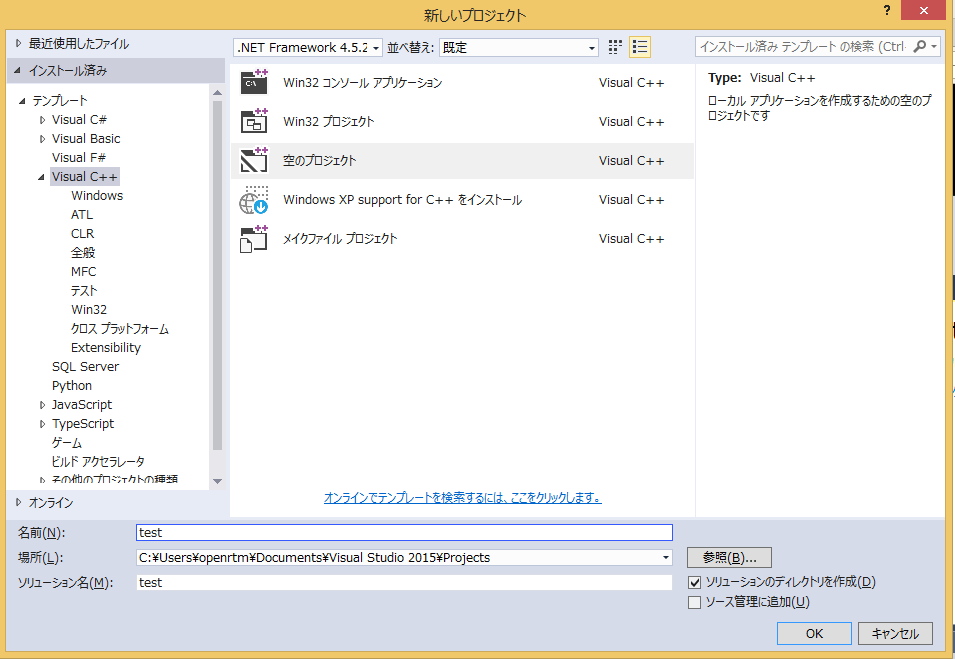 新しいプロジェクト
?
最近使用したファイル
インストール済み
テンプレート
Visual C#
Visual Basic
Visual F#
Visual C++
Windows
ATL
CLR
全般
MFC
テスト
Win32
クロス プラットフォーム
Extensibility
SQL Server
Python
JavaScript
TypeScript
ゲーム
ビルド アクセラレータ
その他のプロジェクトの種類
オンライン
.NET Framework 4.5.2
並べ替え: 既定
Win32 コンソール アプリケーション Visual C++
Win32 プロジェクト Visual C++
空のプロジェクト Visual C++
Windows XP support for C++ をインストール Visual C++
メイクファイル プロジェクト Visual C++
オンラインでテンプレートを検索するには、ここをクリックします。
インストール済み テンプレート の検索 (Ctrl-
Type: Visual C++
ローカル アプリケーションを作成するための空のプ
ロジェクトです
名前(N): test
場所(L): C:¥Users¥openrtm¥Documents¥Visual Studio 2015¥Projects
参照(B)...
ソリューション名(M): test
ソリューションのディレクトリを作成(D)
ソース管理に追加(U)
OK
キャンセル